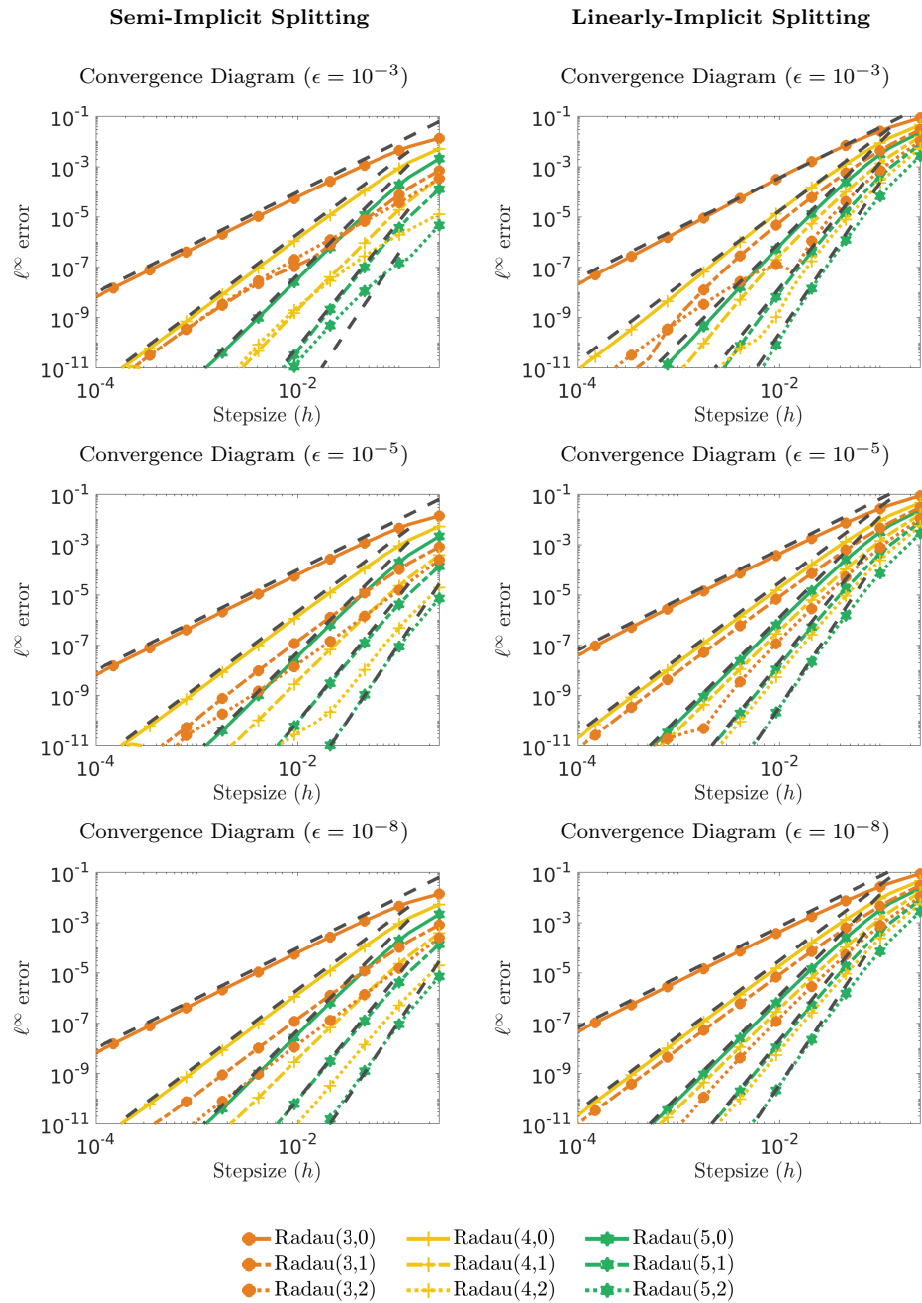 Semi-Implicit Splitting
Linearly-Implicit Splitting
Convergence Diagram (ϵ = 10⁻³)
Convergence Diagram (ϵ = 10⁻³)
10⁻¹
10⁻³
10⁻⁵
10⁻⁷
10⁻⁹
10⁻¹¹
ℓ∞ error
10⁻⁴
10⁻²
Stepsize (h)
10⁻¹
10⁻³
10⁻⁵
10⁻⁷
10⁻⁹
10⁻¹¹
ℓ∞ error
10⁻⁴
10⁻²
Stepsize (h)
Convergence Diagram (ϵ = 10⁻⁵)
Convergence Diagram (ϵ = 10⁻⁵)
10⁻¹
10⁻³
10⁻⁵
10⁻⁷
10⁻⁹
10⁻¹¹
ℓ∞ error
10⁻⁴
10⁻²
Stepsize (h)
10⁻¹
10⁻³
10⁻⁵
10⁻⁷
10⁻⁹
10⁻¹¹
ℓ∞ error
10⁻⁴
10⁻²
Stepsize (h)
Convergence Diagram (ϵ = 10⁻⁸)
Convergence Diagram (ϵ = 10⁻⁸)
10⁻¹
10⁻³
10⁻⁵
10⁻⁷
10⁻⁹
10⁻¹¹
ℓ∞ error
10⁻⁴
10⁻²
Stepsize (h)
10⁻¹
10⁻³
10⁻⁵
10⁻⁷
10⁻⁹
10⁻¹¹
ℓ∞ error
10⁻⁴
10⁻²
Stepsize (h)
Radau(3,0)
Radau(4,0)
Radau(5,0)
Radau(3,1)
Radau(4,1)
Radau(5,1)
Radau(3,2)
Radau(4,2)
Radau(5,2)